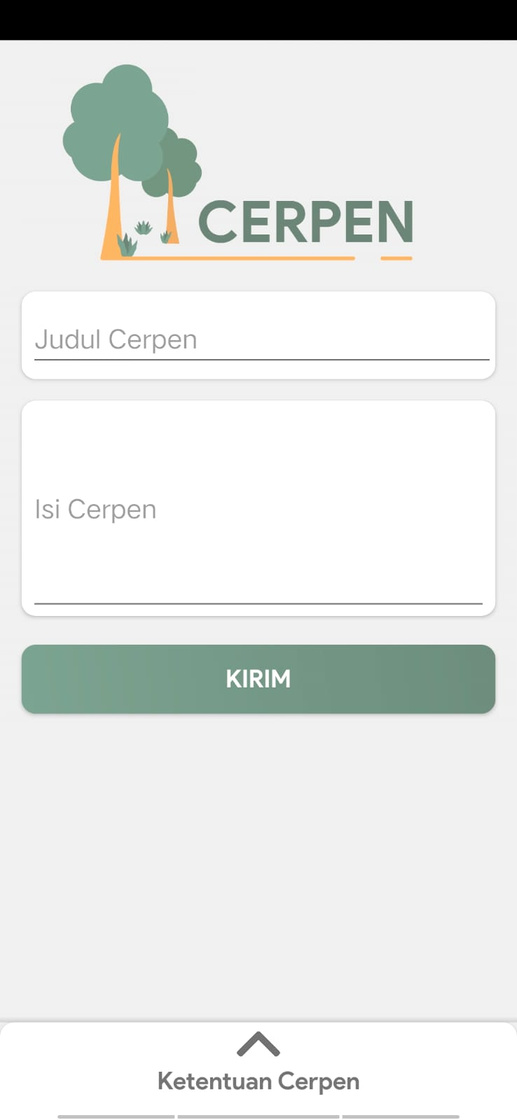 CERPEN
Judul Cerpen
Isi Cerpen
KIRIM
Ketentuan Cerpen